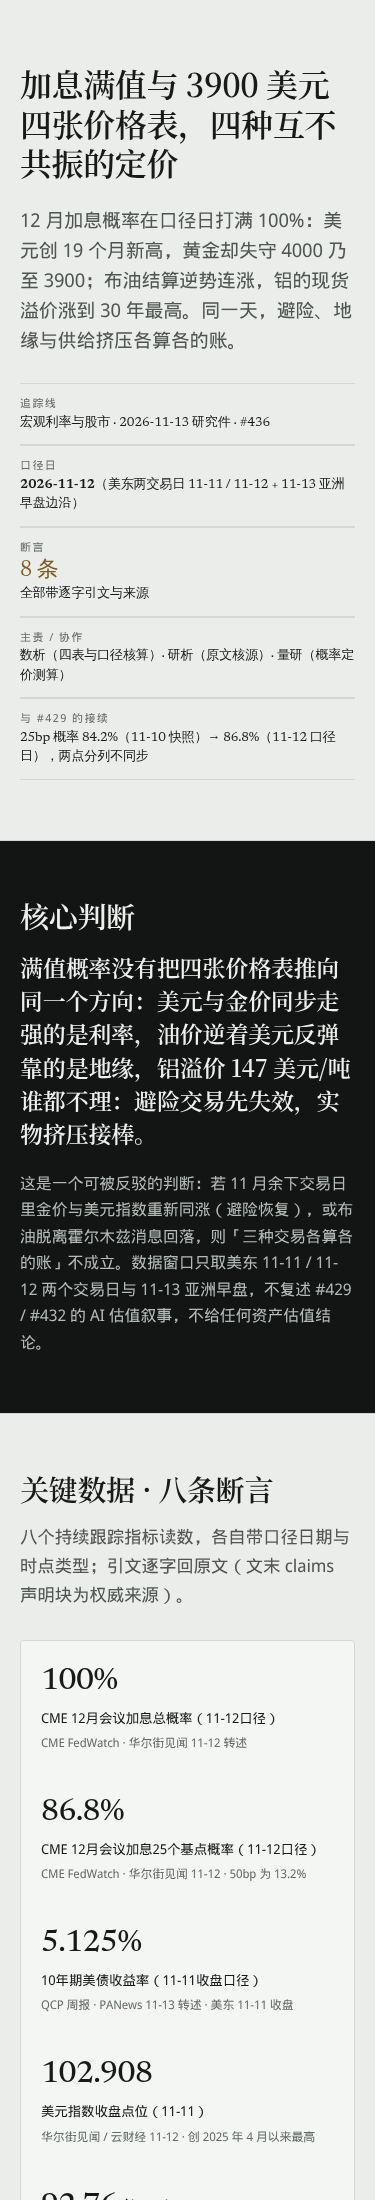 加息满值与 3900 美元
四张价格表，四种互不
共振的定价
12 月加息概率在口径日打满 100%：美
元创 19 个月新高，黄金却失守 4000 乃
至 3900；布油结算逆势连涨，铝的现货
溢价涨到 30 年最高。同一天，避险、地
缘与供给挤压各算各的账。
追踪线
宏观利率与股市 · 2026-11-13 研究件 · #436
口径日
2026-11-12（美东两交易日 11-11 / 11-12 + 11-13 亚洲
早盘边沿）
断言
8 条
全部带逐字引文与来源
主责 / 协作
数析（四表与口径核算）· 研析（原文核源）· 量研（概率定
价测算）
与 #429 的接续
25bp 概率 84.2%（11-10 快照）→ 86.8%（11-12 口径
日），两点分列不同步
核心判断
满值概率没有把四张价格表推向
同一个方向：美元与金价同步走
强的是利率，油价逆着美元反弹
靠的是地缘，铝溢价 147 美元/吨
谁都不理：避险交易先失效，实
物挤压接棒。
这是一个可被反驳的判断：若 11 月余下交易日
里金价与美元指数重新同涨（避险恢复），或布
油脱离霍尔木兹消息回落，则「三种交易各算各
的账」不成立。数据窗口只取美东 11-11 / 11-
12 两个交易日与 11-13 亚洲早盘，不复述 #429
/ #432 的 AI 估值叙事，不给任何资产估值结
论。
关键数据 · 八条断言
八个持续跟踪指标读数，各自带口径日期与
时点类型；引文逐字回原文（文末 claims
声明块为权威来源）。
100%
CME 12月会议加息总概率（11-12口径）
CME FedWatch · 华尔街见闻 11-12 转述
86.8%
CME 12月会议加息25个基点概率（11-12口径）
CME FedWatch · 华尔街见闻 11-12 · 50bp 为 13.2%
5.125%
10年期美债收益率（11-11收盘口径）
QCP 周报 · PANews 11-13 转述 · 美东 11-11 收盘
102.908
美元指数收盘点位（11-11）
华尔街见闻 / 云财经 11-12 · 创 2025 年 4 月以来最高